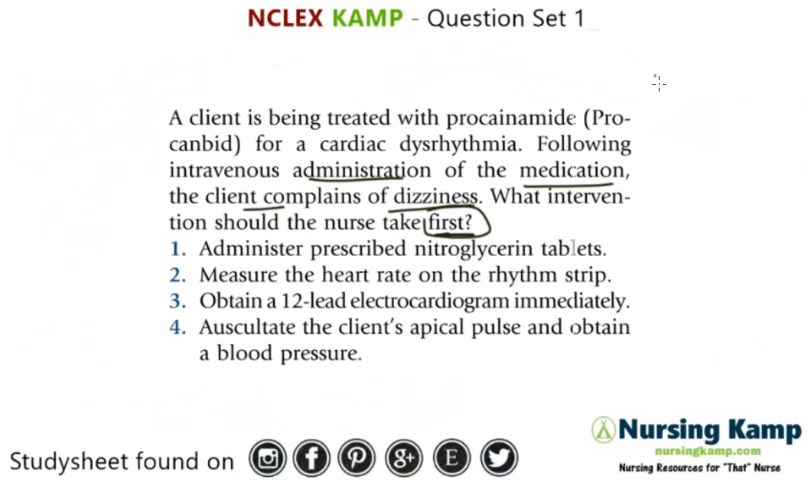 NCLEX KAMP - Question Set 1
A client is being treated with procainamide (Pro-
canbid) for a cardiac dysrhythmia. Following
intravenous administration of the medication,
the client complains of dizziness. What interven-
tion should the nurse take first?
1. Administer prescribed nitroglycerin tablets.
2. Measure the heart rate on the rhythm strip.
3. Obtain a 12-lead electrocardiogram immediately.
4. Auscultate the client's apical pulse and obtain
a blood pressure.
Nursing Kamp
nursingkamp.com
Nursing Resources for "That" Nurse
Studysheet found on
8+
E